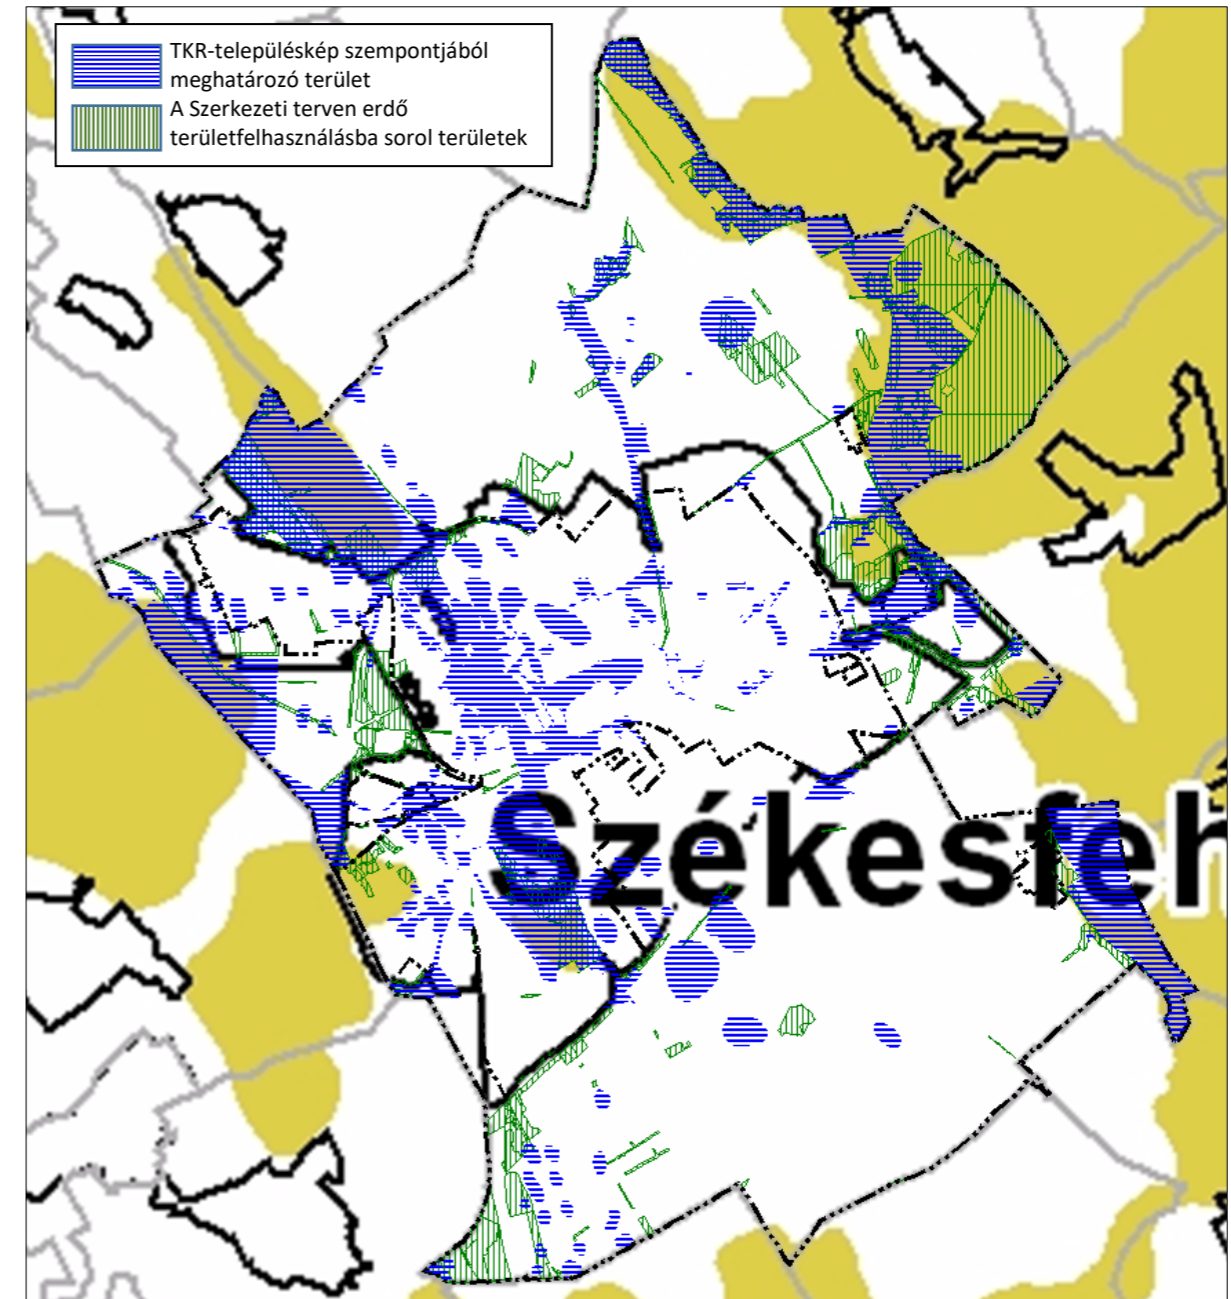 TKR-településkép szempontjából
meghatározó terület
A Szerkezeti terven erdő
területfelhasználásba sorol területek
Székesfeh